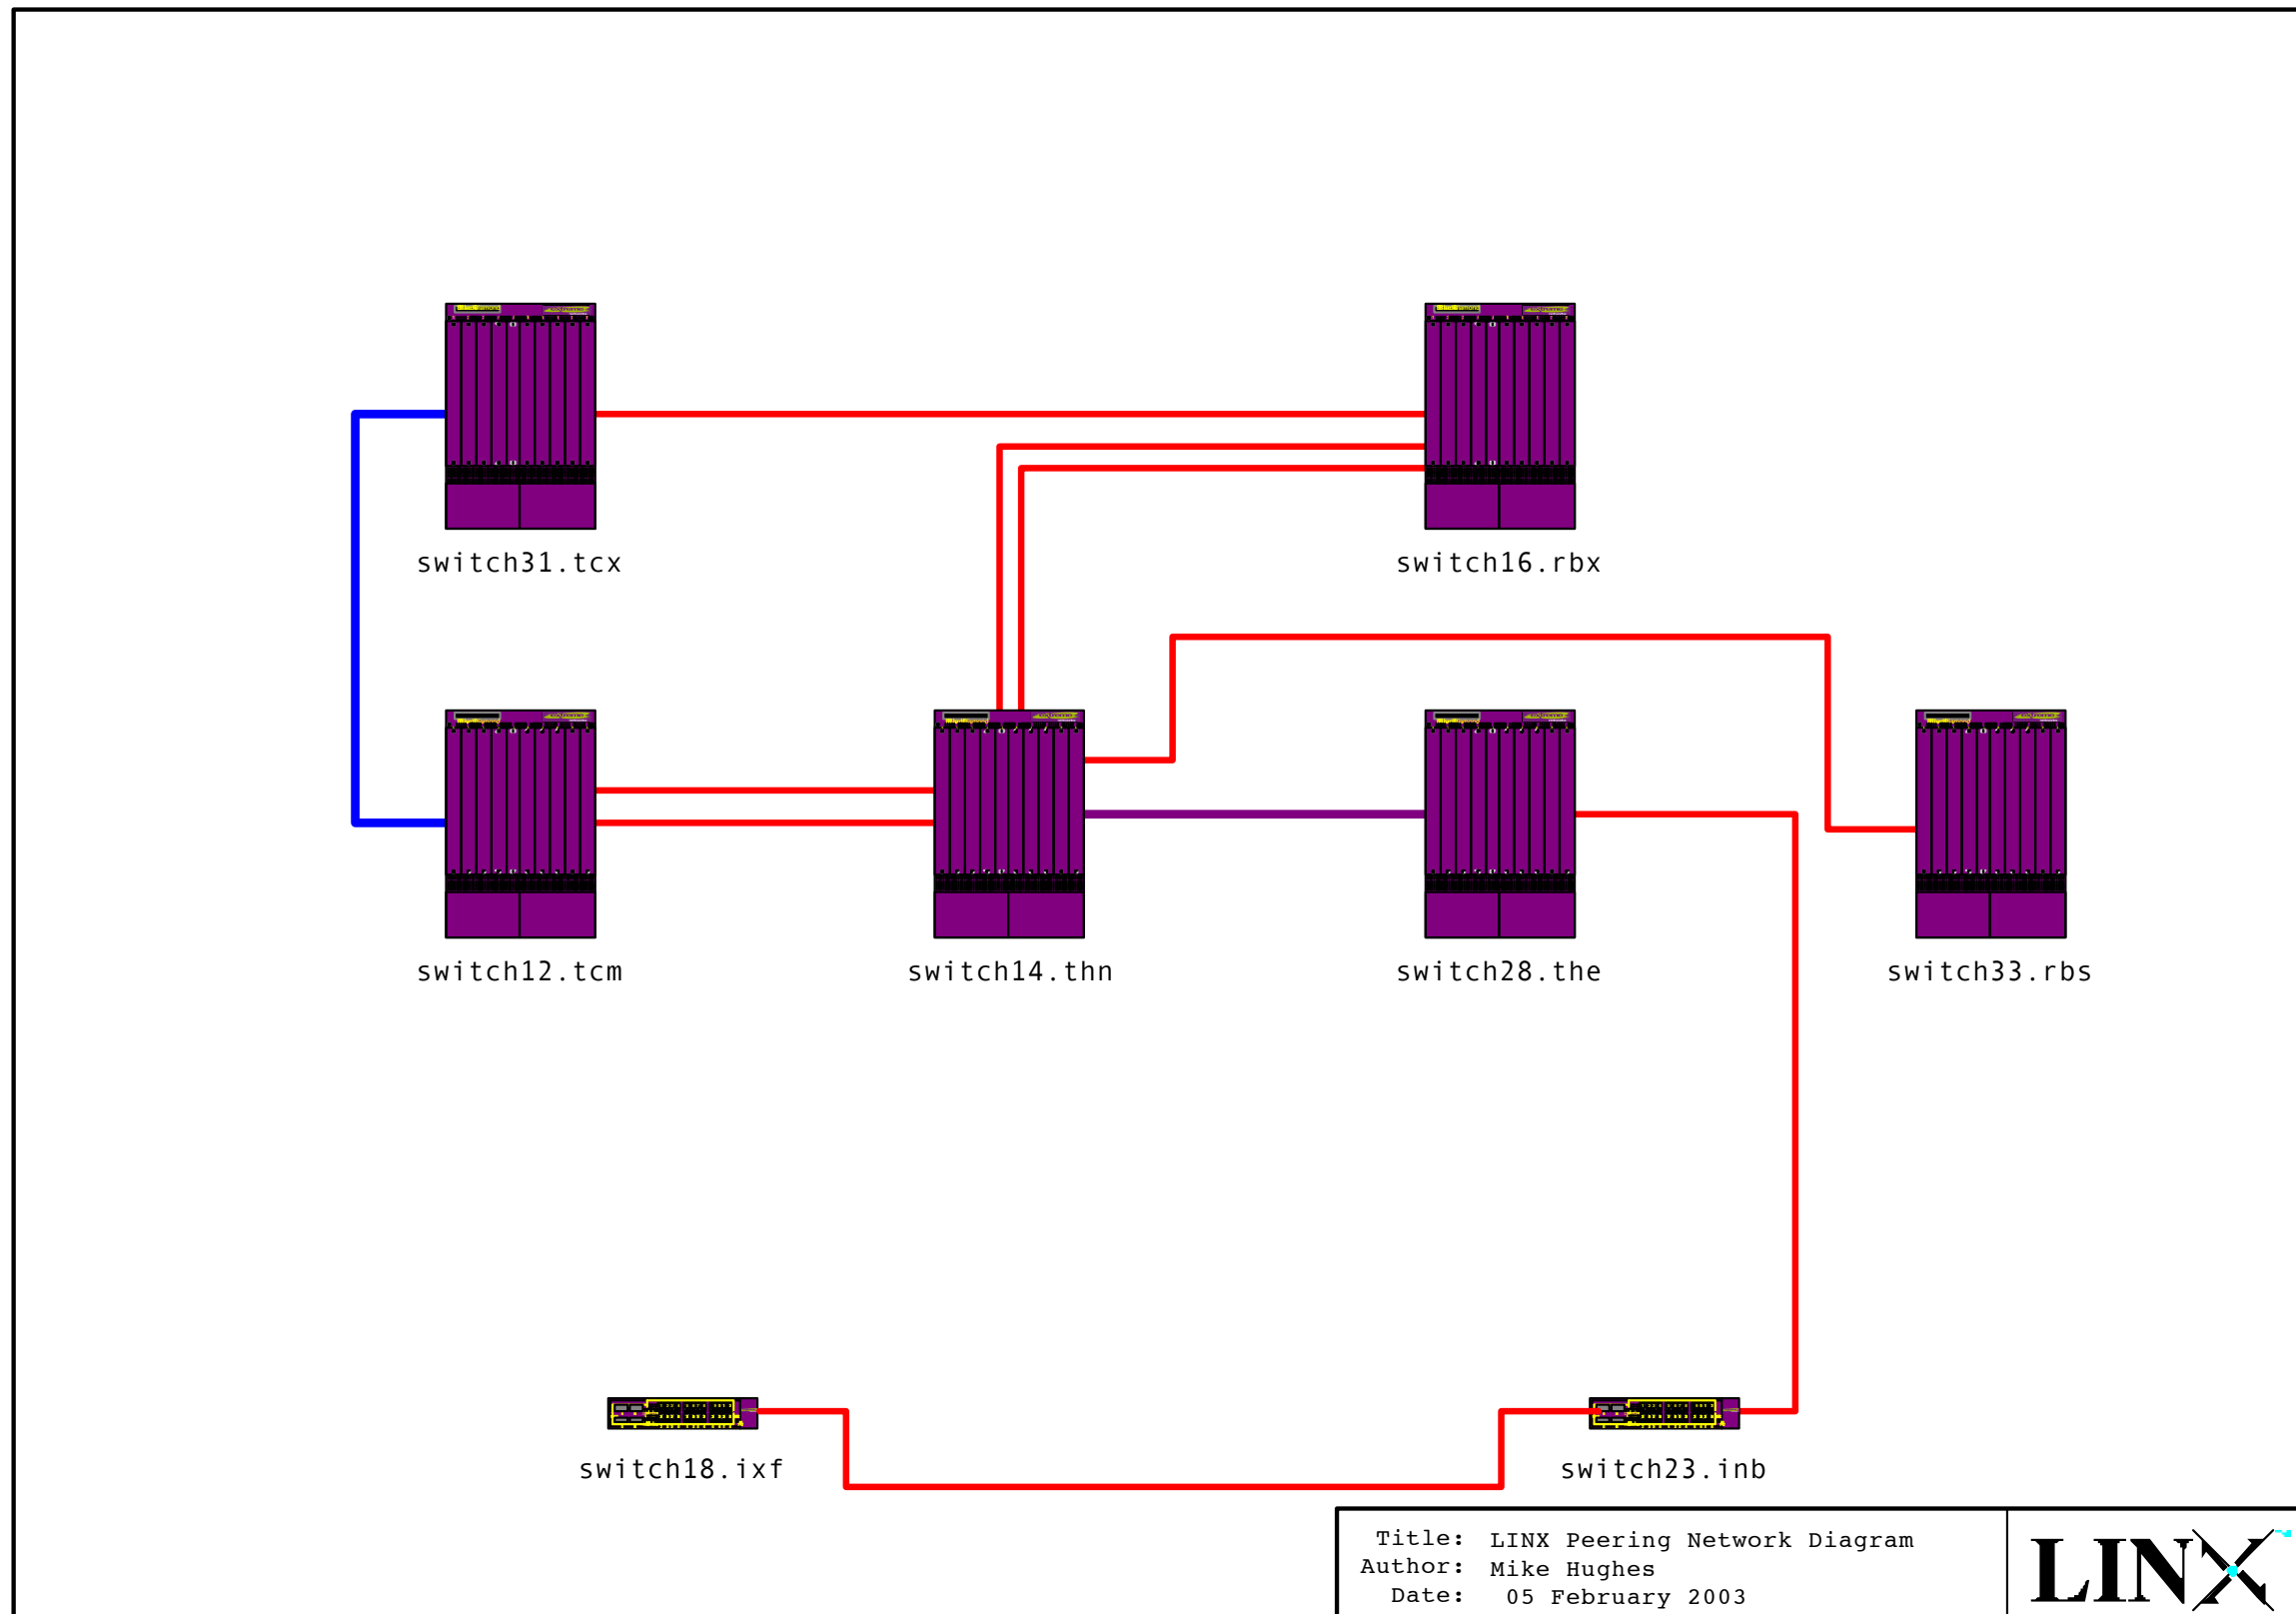 switch31.tcx
switch16.rbx
switch12.tcm
switch14.thn
switch28.the
switch33.rbs
switch18.ixf
switch23.inb
Title: LINX Peering Network Diagram
Author: Mike Hughes
Date: 05 February 2003
LINX